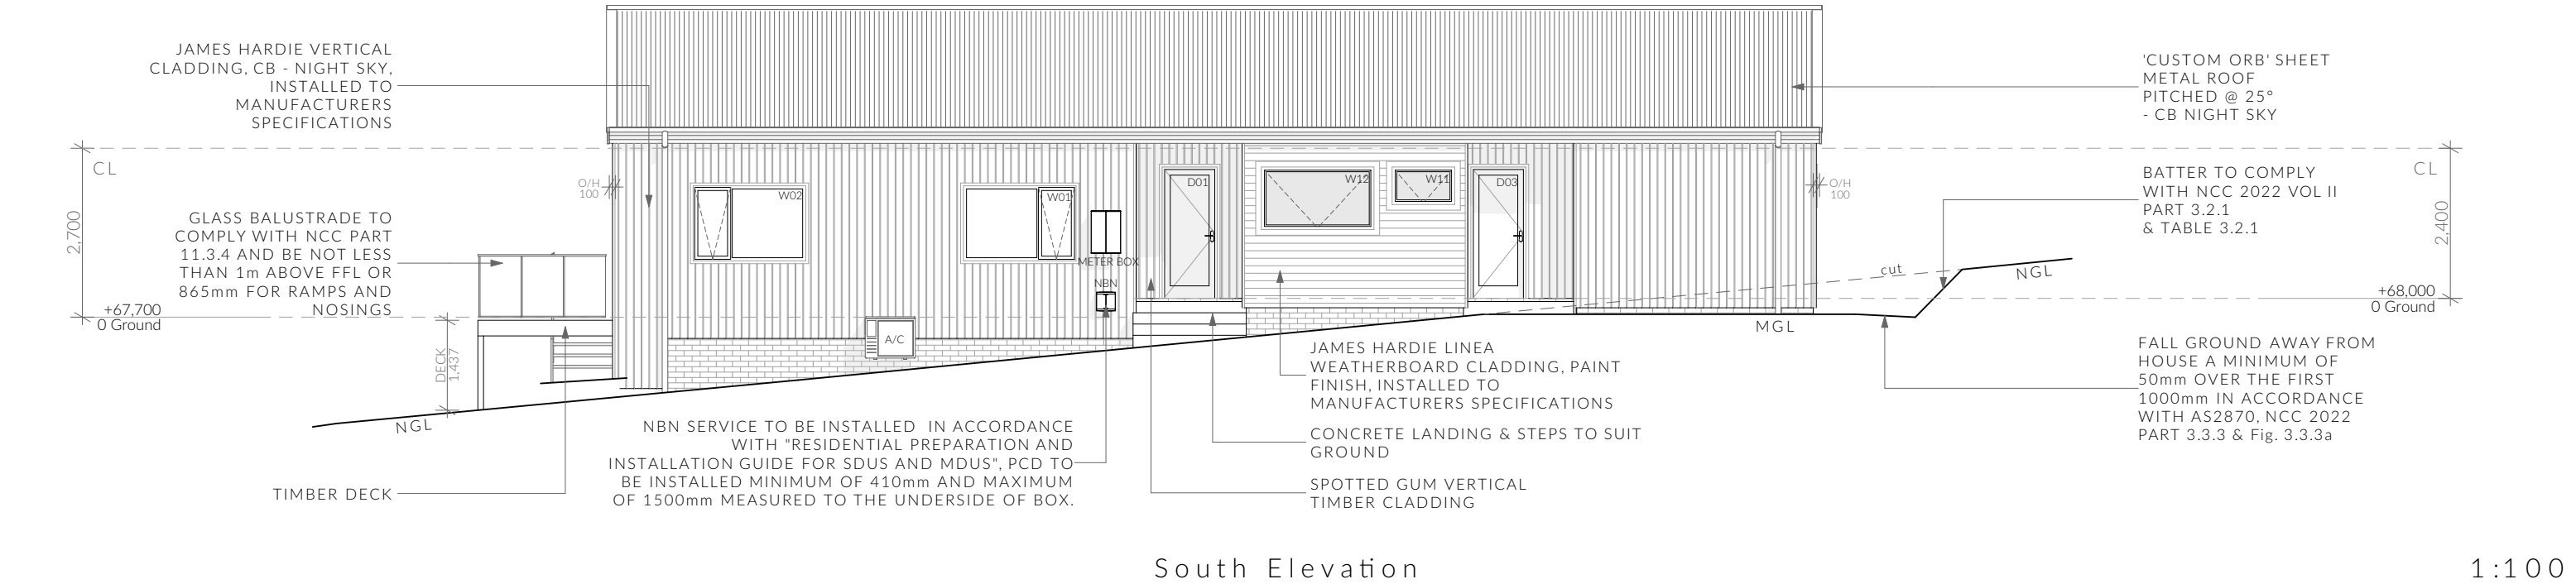 JAMES HARDIE VERTICAL
CLADDING, CB - NIGHT SKY,
INSTALLED TO
MANUFACTURERS
SPECIFICATIONS
'CUSTOM ORB' SHEET
METAL ROOF
PITCHED @ 25°
- CB NIGHT SKY
CL
CL
2,700
2,400
O/H
100
O/H
100
BATTER TO COMPLY
WITH NCC 2022 VOL II
PART 3.2.1
& TABLE 3.2.1
GLASS BALUSTRADE TO
COMPLY WITH NCC PART
11.3.4 AND BE NOT LESS
THAN 1m ABOVE FFL OR
865mm FOR RAMPS AND
NOSINGS
W02
W01
D01
W12
W11
D03
METER BOX
NBN
A/C
cut
NGL
MGL
+67,700
0 Ground
+68,000
0 Ground
DECK
1,437
NGL
TIMBER DECK
NBN SERVICE TO BE INSTALLED IN ACCORDANCE
WITH "RESIDENTIAL PREPARATION AND
INSTALLATION GUIDE FOR SDUS AND MDUS", PCD TO
BE INSTALLED MINIMUM OF 410mm AND MAXIMUM
OF 1500mm MEASURED TO THE UNDERSIDE OF BOX.
JAMES HARDIE LINEA
WEATHERBOARD CLADDING, PAINT
FINISH, INSTALLED TO
MANUFACTURERS SPECIFICATIONS
CONCRETE LANDING & STEPS TO SUIT
GROUND
SPOTTED GUM VERTICAL
TIMBER CLADDING
FALL GROUND AWAY FROM
HOUSE A MINIMUM OF
50mm OVER THE FIRST
1000mm IN ACCORDANCE
WITH AS2870, NCC 2022
PART 3.3.3 & Fig. 3.3.3a
South Elevation
1:100